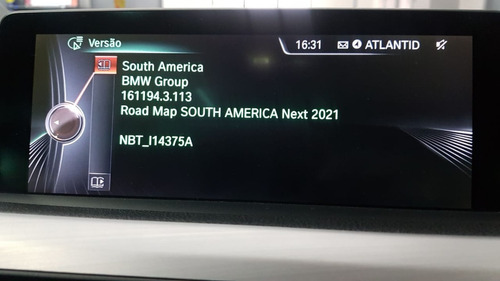 Versão
16:31 ATLANTID
South America
BMW Group
161194.3.113
Road Map SOUTH AMERICA Next 2021
NBT_I14375A